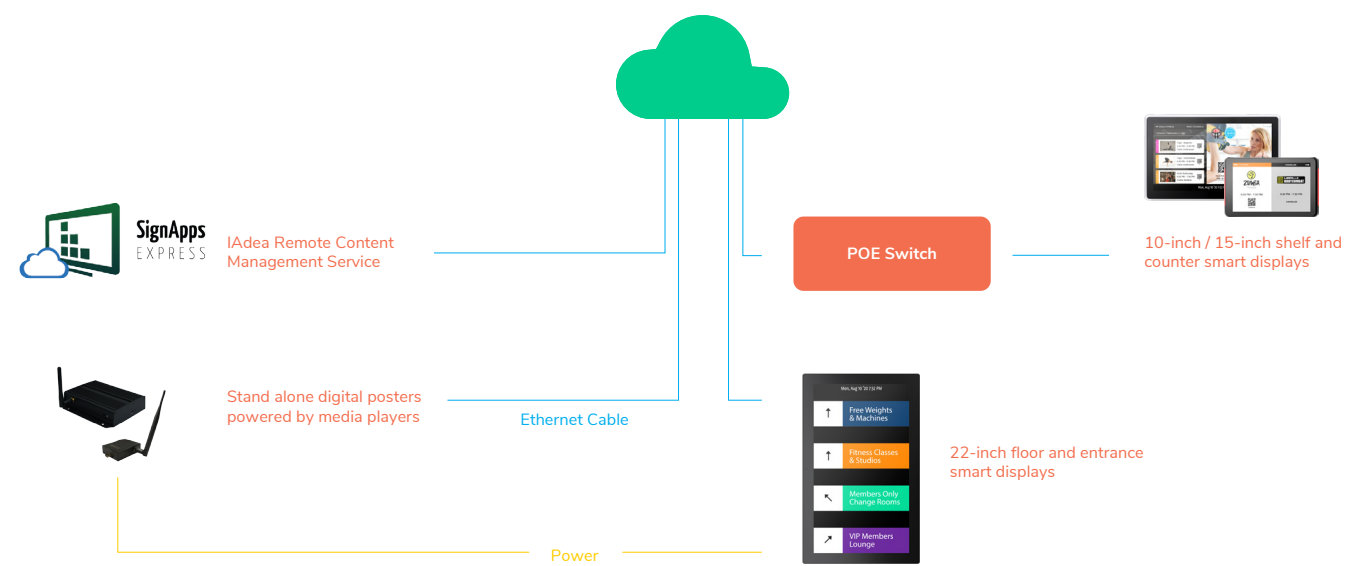 SignApps
EXPRESS
IAdea Remote Content
Management Service
POE Switch
10-inch / 15-inch shelf and
counter smart displays
Stand alone digital posters
powered by media players
Ethernet Cable
Mon, Aug 16 '20 7:32 PM
Free Weights
& Machines
Fitness Classes
& Studios
Members Only
Change Rooms
VIP Members
Lounge
22-inch floor and entrance
smart displays
Power
ZUMBA